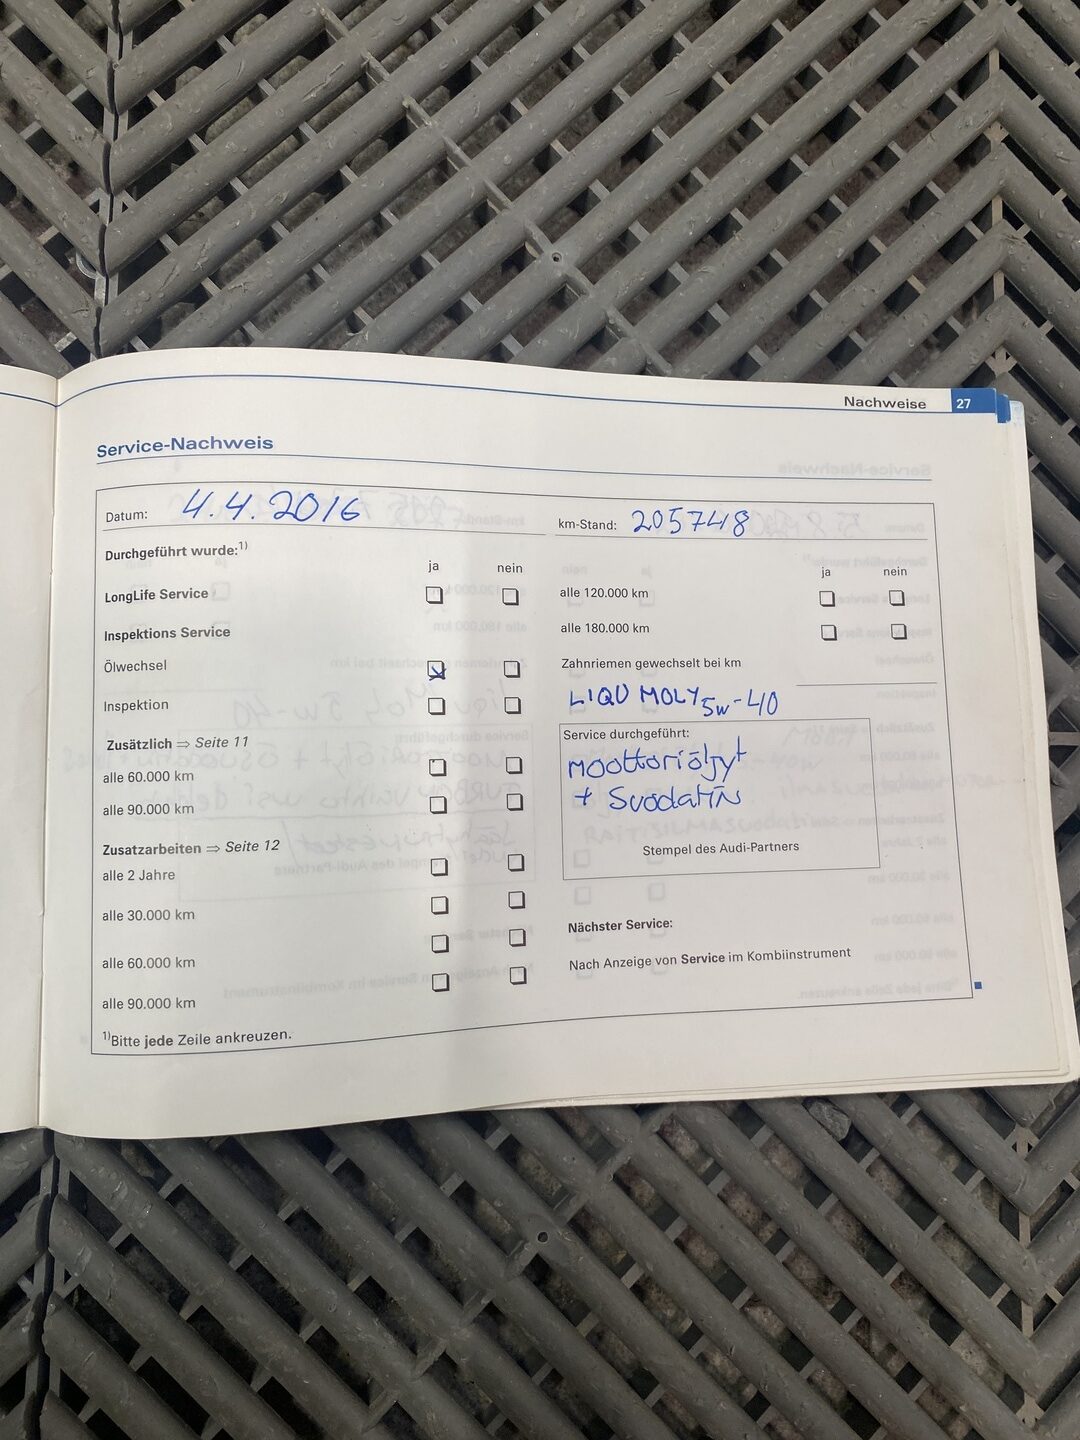 Nachweise 27
Service-Nachweis
Datum: 4.4.2016
km-Stand: 205748
Durchgeführt wurde:1)
ja nein
LongLife Service
Inspektions Service
Ölwechsel
Inspektion
Zusätzlich ⇒ Seite 11
alle 60.000 km
alle 90.000 km
Zusatzarbeiten ⇒ Seite 12
alle 2 Jahre
alle 30.000 km
alle 60.000 km
alle 90.000 km
1)Bitte jede Zeile ankreuzen.
ja nein
alle 120.000 km
alle 180.000 km
Zahnriemen gewechselt bei km
LIQU MOLY 5w-40
Service durchgeführt:
moottoriöljyt
+ Suodatin
Stempel des Audi-Partners
Nächster Service:
Nach Anzeige von Service im Kombiinstrument